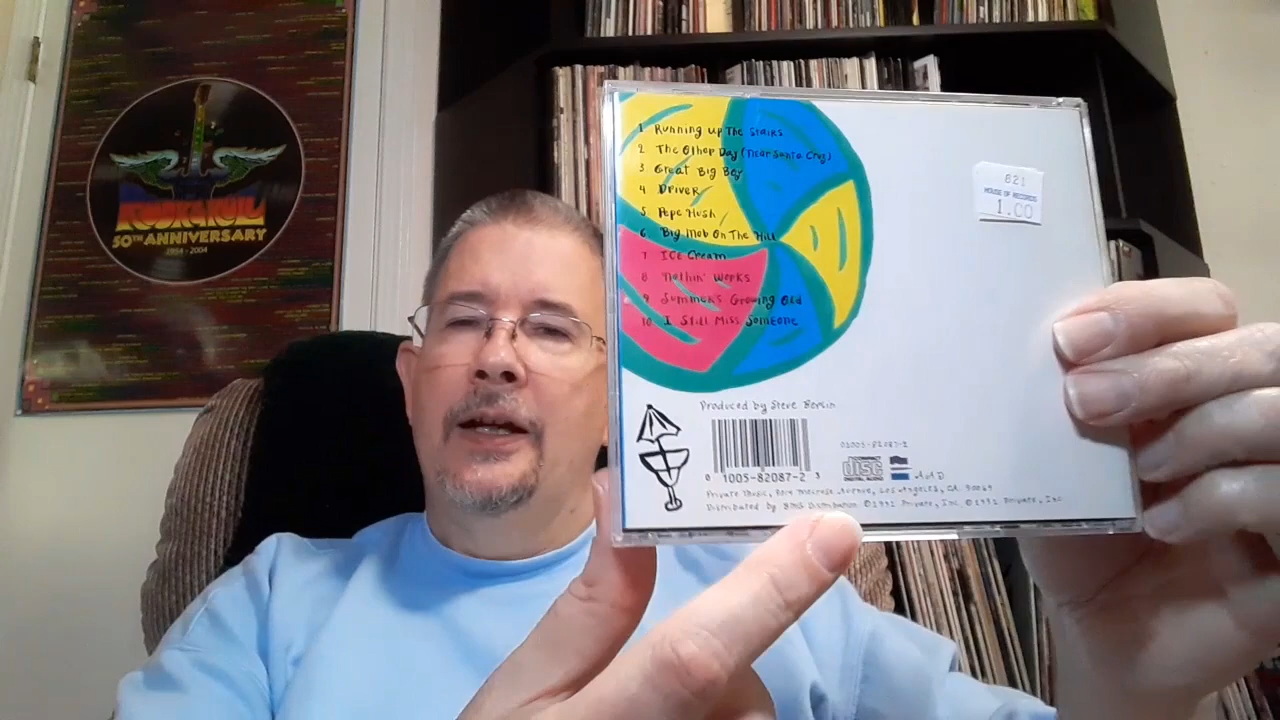 50TH ANNIVERSARY
1954 - 2004
1 Running Up The Stairs
2 The Other Day (Near Santa Cruz)
3 Great Big Boy
4 Driver
5 Pepe Hush
6 Big Mob On The Hill
7 Ice Cream
8 Nothin' Works
9 Summer's Growing Old
10 I Still Miss Someone
821
HOUSE OF RECORDS
1.00
Produced by Steve Berlin
01005-82087-2
0 1005-82087-2 3
COMPACT
disc
DIGITAL AUDIO
AAD
Private Music, Melrose Avenue, Los Angeles, CA 90069
Distributed by BMG Distribution ©1992 Private, Inc ℗1992 Private, Inc